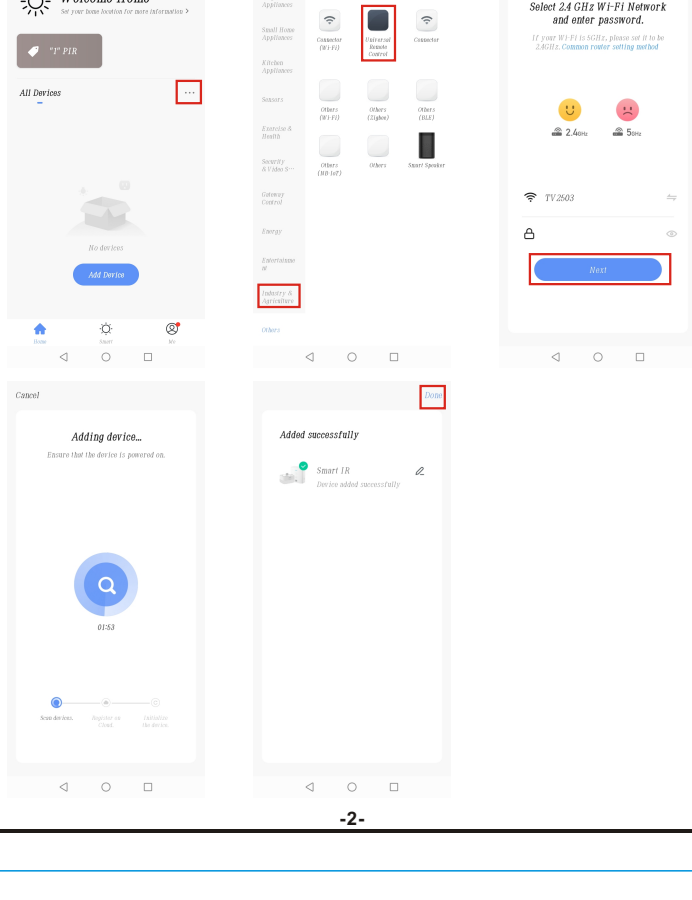 Set your home location for more information >
"1" PIR
All Devices
No devices
Add Device
Home
Smart
Me
Appliances
Small Home
Appliances
Kitchen
Appliances
Sensors
Exercise &
Health
Security
& Video S...
Gateway
Control
Energy
Entertainme
nt
Industry &
Agriculture
Others
Connector
(Wi-Fi)
Universal
Remote
Control
Connector
Others
(Wi-Fi)
Others
(Zigbee)
Others
(BLE)
Others
(NB-IoT)
Others
Smart Speaker
Select 2.4 GHz Wi-Fi Network
and enter password.
If your Wi-Fi is 5GHz, please set it to be
2.4GHz. Common router setting method
2.4GHz
5GHz
TV2503
Next
Cancel
Adding device...
Ensure that the device is powered on.
01:53
Scan devices.
Register on
Cloud.
Initialize
the device.
Done
Added successfully
Smart IR
Device added successfully
-2-